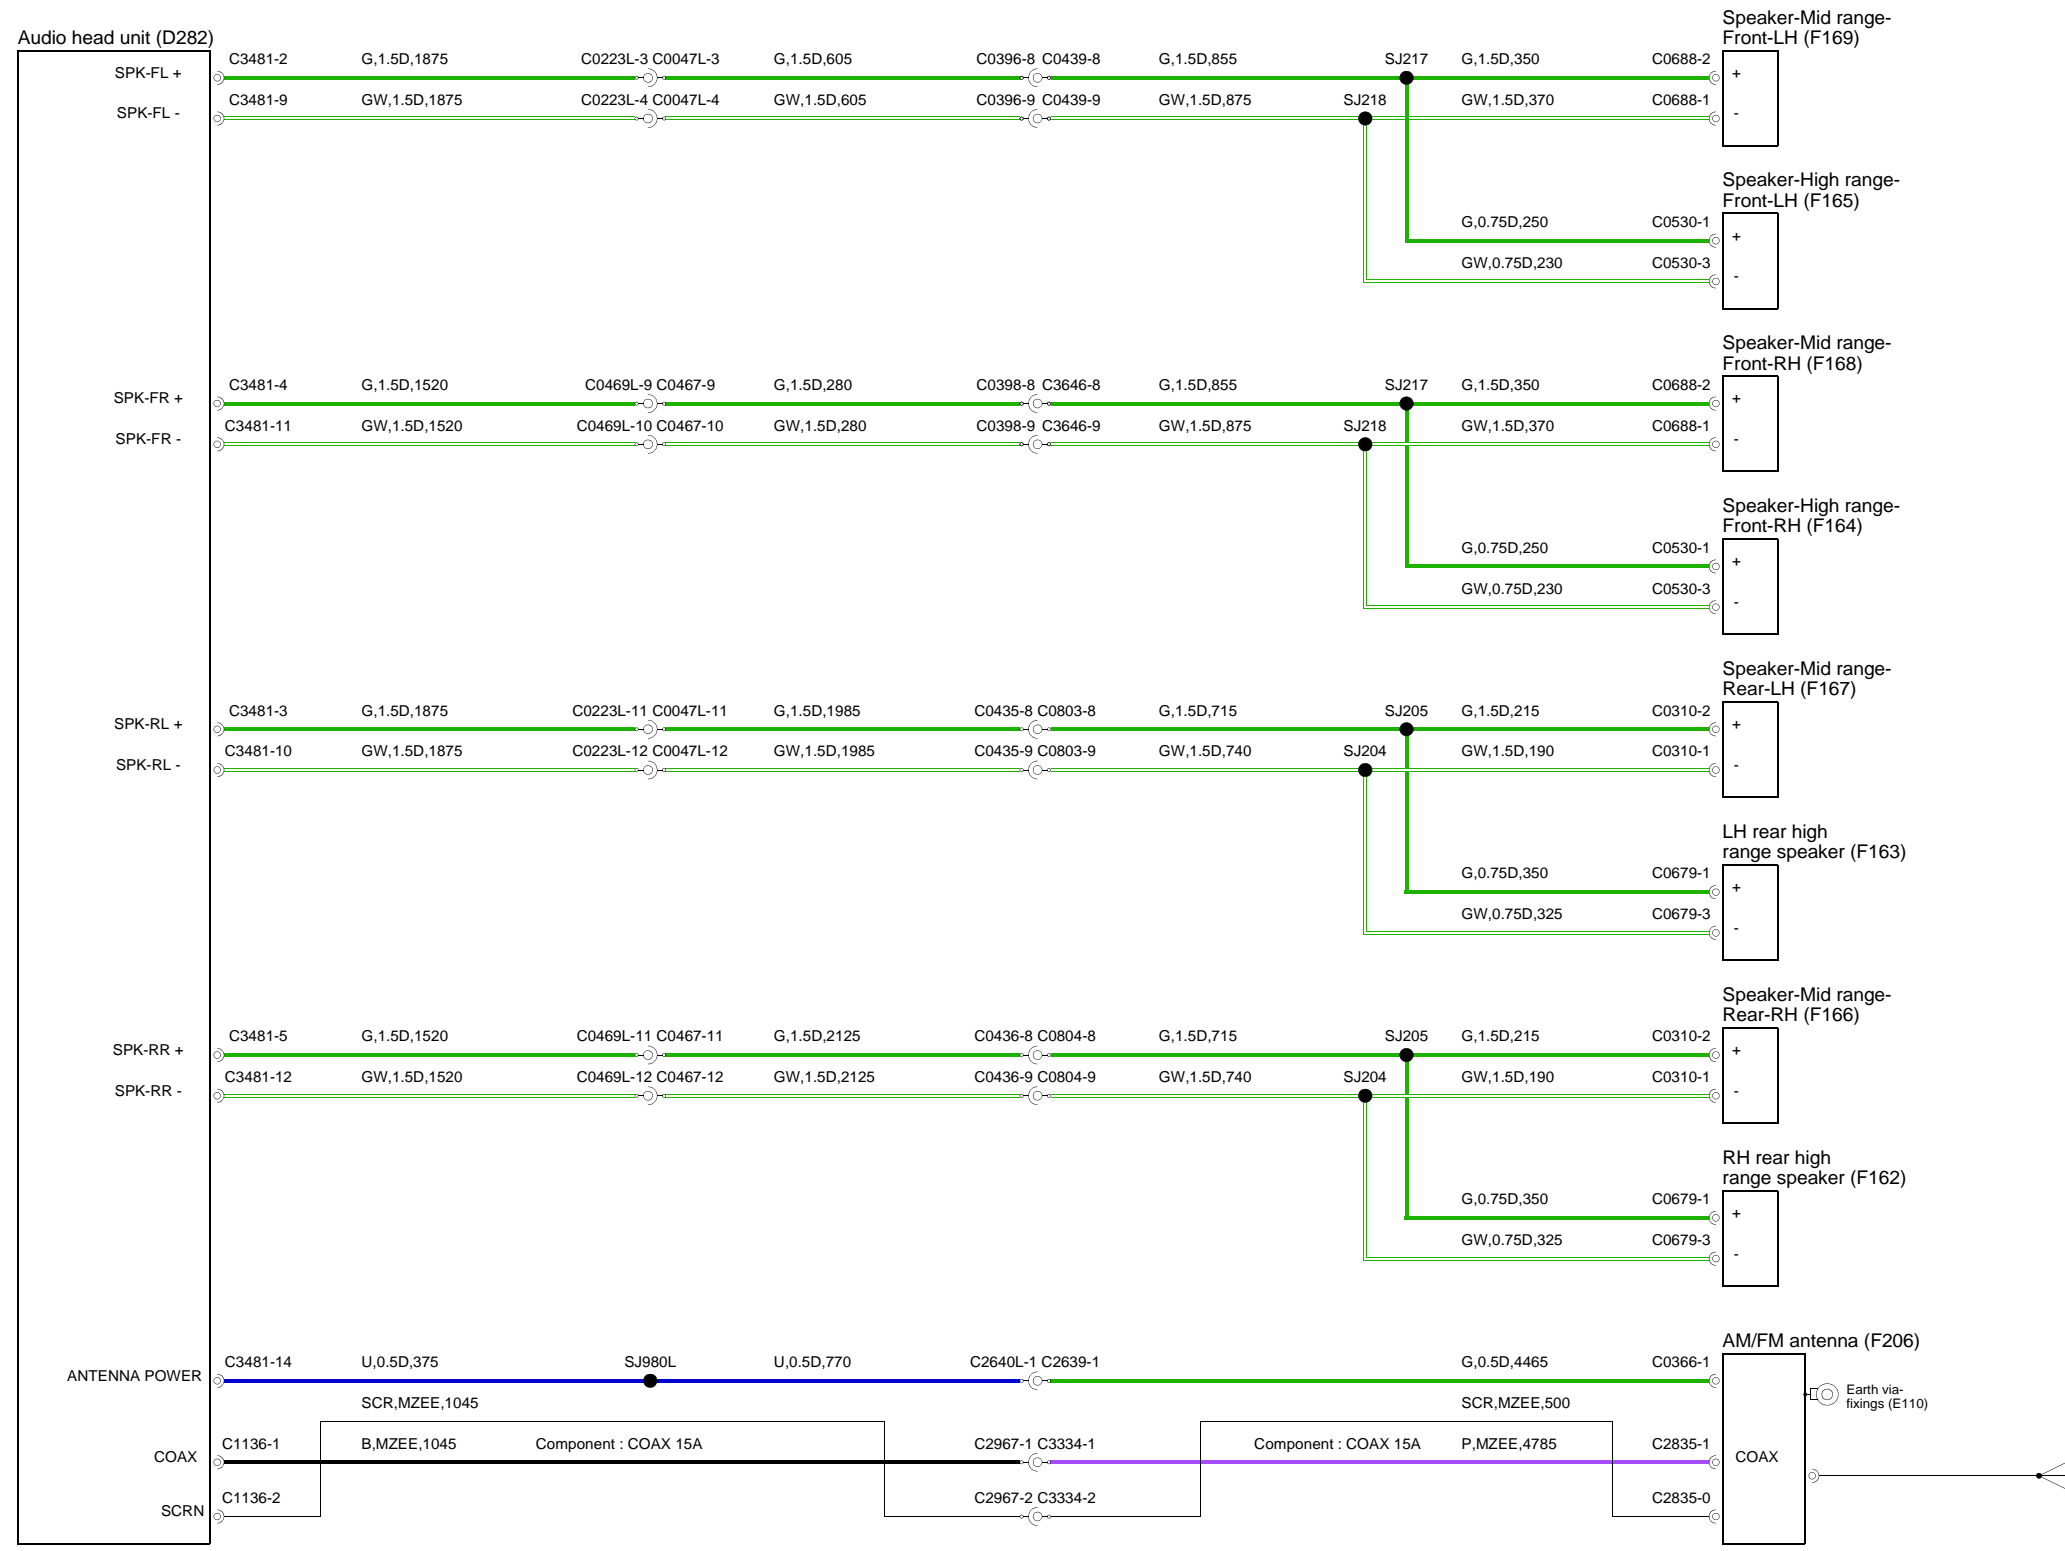 Audio head unit (D282)
Speaker-Mid range-
Front-LH (F169)
SPK-FL + C3481-2 G,1.5D,1875 C0223L-3 C0047L-3 G,1.5D,605 C0396-8 C0439-8 G,1.5D,855 SJ217 G,1.5D,350 C0688-2 +
SPK-FL - C3481-9 GW,1.5D,1875 C0223L-4 C0047L-4 GW,1.5D,605 C0396-9 C0439-9 GW,1.5D,875 SJ218 GW,1.5D,370 C0688-1 -
Speaker-High range-
Front-LH (F165)
G,0.75D,250 C0530-1 +
GW,0.75D,230 C0530-3 -
Speaker-Mid range-
Front-RH (F168)
SPK-FR + C3481-4 G,1.5D,1520 C0469L-9 C0467-9 G,1.5D,280 C0398-8 C3646-8 G,1.5D,855 SJ217 G,1.5D,350 C0688-2 +
SPK-FR - C3481-11 GW,1.5D,1520 C0469L-10 C0467-10 GW,1.5D,280 C0398-9 C3646-9 GW,1.5D,875 SJ218 GW,1.5D,370 C0688-1 -
Speaker-High range-
Front-RH (F164)
G,0.75D,250 C0530-1 +
GW,0.75D,230 C0530-3 -
Speaker-Mid range-
Rear-LH (F167)
SPK-RL + C3481-3 G,1.5D,1875 C0223L-11 C0047L-11 G,1.5D,1985 C0435-8 C0803-8 G,1.5D,715 SJ205 G,1.5D,215 C0310-2 +
SPK-RL - C3481-10 GW,1.5D,1875 C0223L-12 C0047L-12 GW,1.5D,1985 C0435-9 C0803-9 GW,1.5D,740 SJ204 GW,1.5D,190 C0310-1 -
LH rear high
range speaker (F163)
G,0.75D,350 C0679-1 +
GW,0.75D,325 C0679-3 -
Speaker-Mid range-
Rear-RH (F166)
SPK-RR + C3481-5 G,1.5D,1520 C0469L-11 C0467-11 G,1.5D,2125 C0436-8 C0804-8 G,1.5D,715 SJ205 G,1.5D,215 C0310-2 +
SPK-RR - C3481-12 GW,1.5D,1520 C0469L-12 C0467-12 GW,1.5D,2125 C0436-9 C0804-9 GW,1.5D,740 SJ204 GW,1.5D,190 C0310-1 -
RH rear high
range speaker (F162)
G,0.75D,350 C0679-1 +
GW,0.75D,325 C0679-3 -
AM/FM antenna (F206)
ANTENNA POWER C3481-14 U,0.5D,375 SJ980L U,0.5D,770 C2640L-1 C2639-1 G,0.5D,4465 C0366-1
Earth via-
fixings (E110)
SCR,MZEE,1045 SCR,MZEE,500
COAX C1136-1 B,MZEE,1045 Component : COAX 15A C2967-1 C3334-1 Component : COAX 15A P,MZEE,4785 C2835-1 COAX
SCRN C1136-2 C2967-2 C3334-2 C2835-0